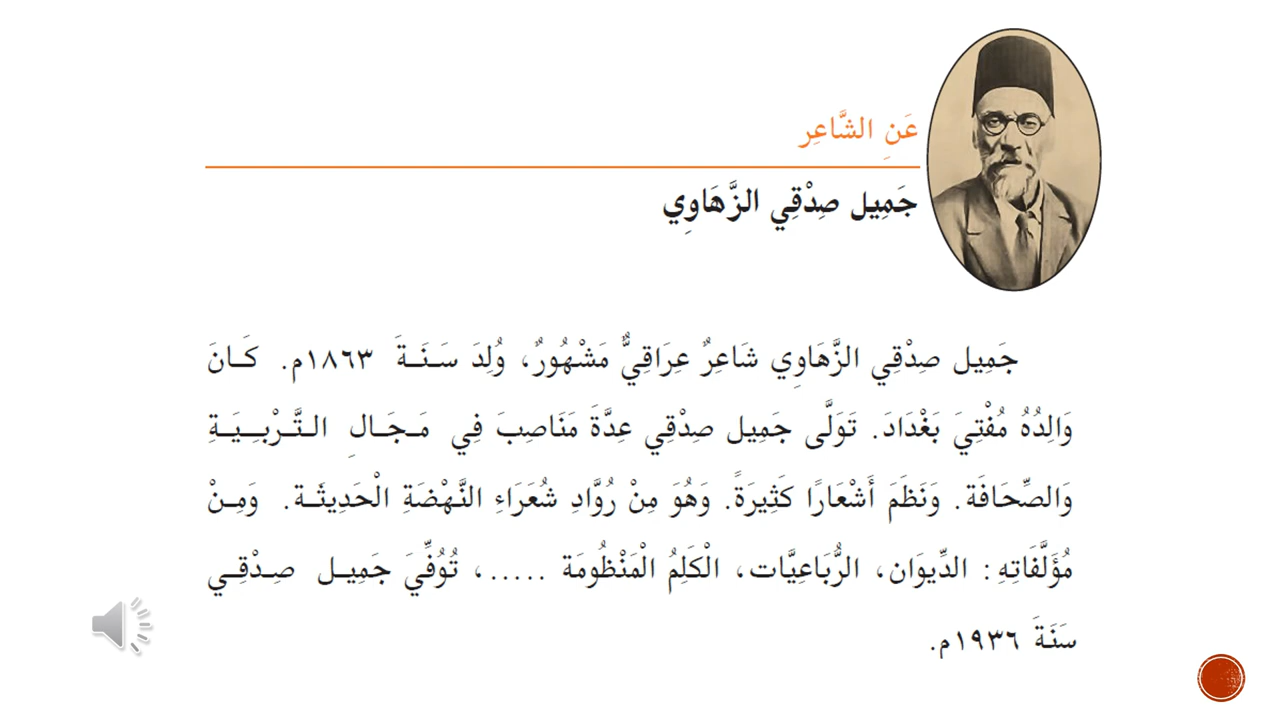 عَنِ الشَّاعِر
جَمِيل صِدْقِي الزَّهَاوِي
جَمِيل صِدْقِي الزَّهَاوِي شَاعِرٌ عِرَاقِيٌّ مَشْهُورٌ، وُلِدَ سَنَةَ ١٨٦٣م. كَانَ
وَالِدُهُ مُفْتِيَ بَغْدَادَ. تَوَلَّى جَمِيل صِدْقِي عِدَّةَ مَنَاصِبَ فِي مَجَالِ التَّرْبِيَةِ
وَالصِّحَافَة. وَنَظَمَ أَشْعَارًا كَثِيرَةً. وَهُوَ مِنْ رُوَّادِ شُعَرَاءِ النَّهْضَةِ الْحَدِيثَة. وَمِنْ
مُؤَلَّفَاتِهِ: الدِّيوَان، الرُّبَاعِيَّات، الْكَلِمُ الْمَنْظُومَة .....، تُوُفِّيَ جَمِيل صِدْقِي
سَنَةَ ١٩٣٦م.